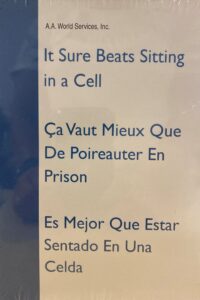 A.A. World Services, Inc.
It Sure Beats Sitting
in a Cell
Ça Vaut Mieux Que
De Poireauter En
Prison
Es Mejor Que Estar
Sentado En Una
Celda